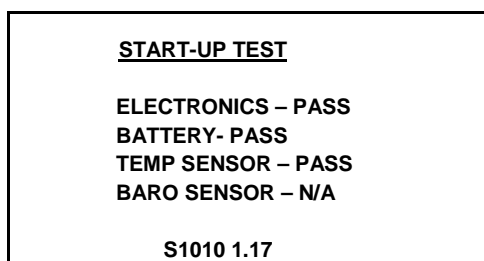 START-UP TEST
ELECTRONICS – PASS
BATTERY- PASS
TEMP SENSOR – PASS
BARO SENSOR – N/A
S1010 1.17